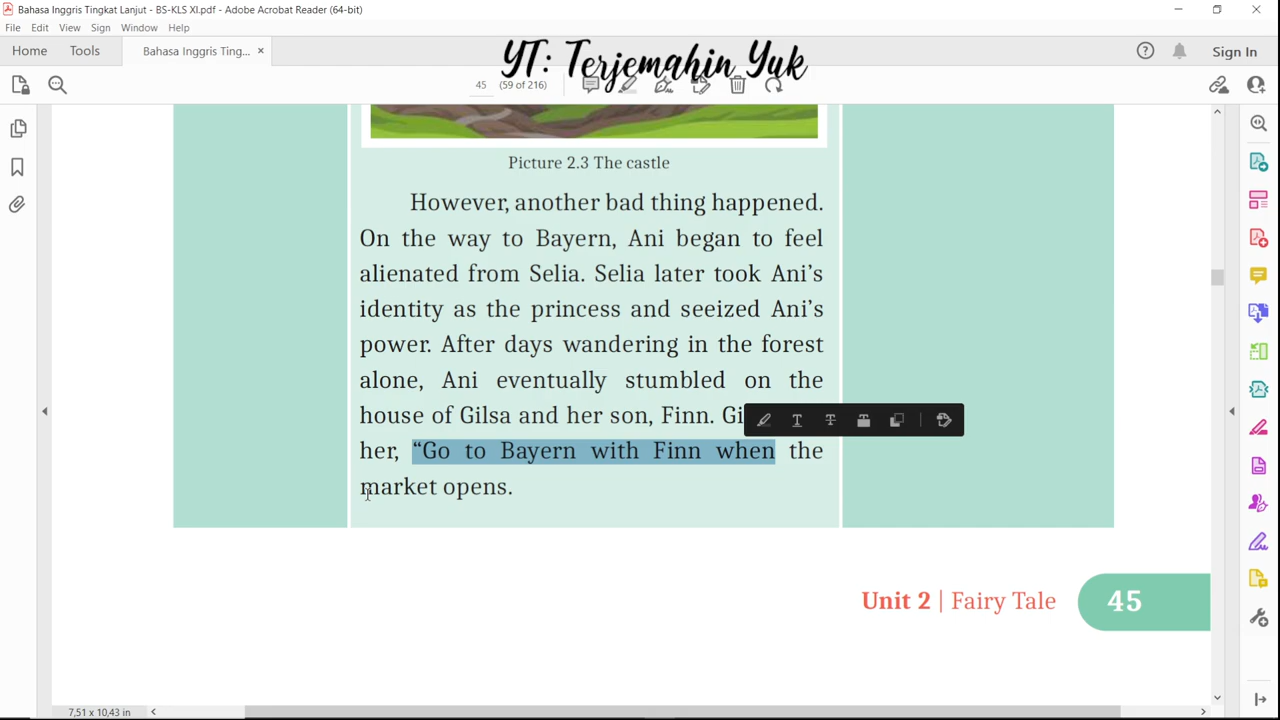 Bahasa Inggris Tingkat Lanjut - BS-KLS XI.pdf - Adobe Acrobat Reader (64-bit)
File Edit View Sign Window Help
Home Tools Bahasa Inggris Ting... × Sign In
YT: Terjemahin Yuk
45 (59 of 216)
Picture 2.3 The castle
However, another bad thing happened.
On the way to Bayern, Ani began to feel
alienated from Selia. Selia later took Ani’s
identity as the princess and seeized Ani’s
power. After days wandering in the forest
alone, Ani eventually stumbled on the
house of Gilsa and her son, Finn.
her, “Go to Bayern with Finn when the
market opens.
Unit 2 | Fairy Tale 45
7,51 x 10,43 in